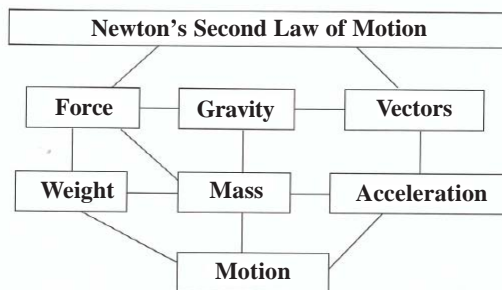 Newton's Second Law of Motion
Force Gravity Vectors
Weight Mass Acceleration
Motion